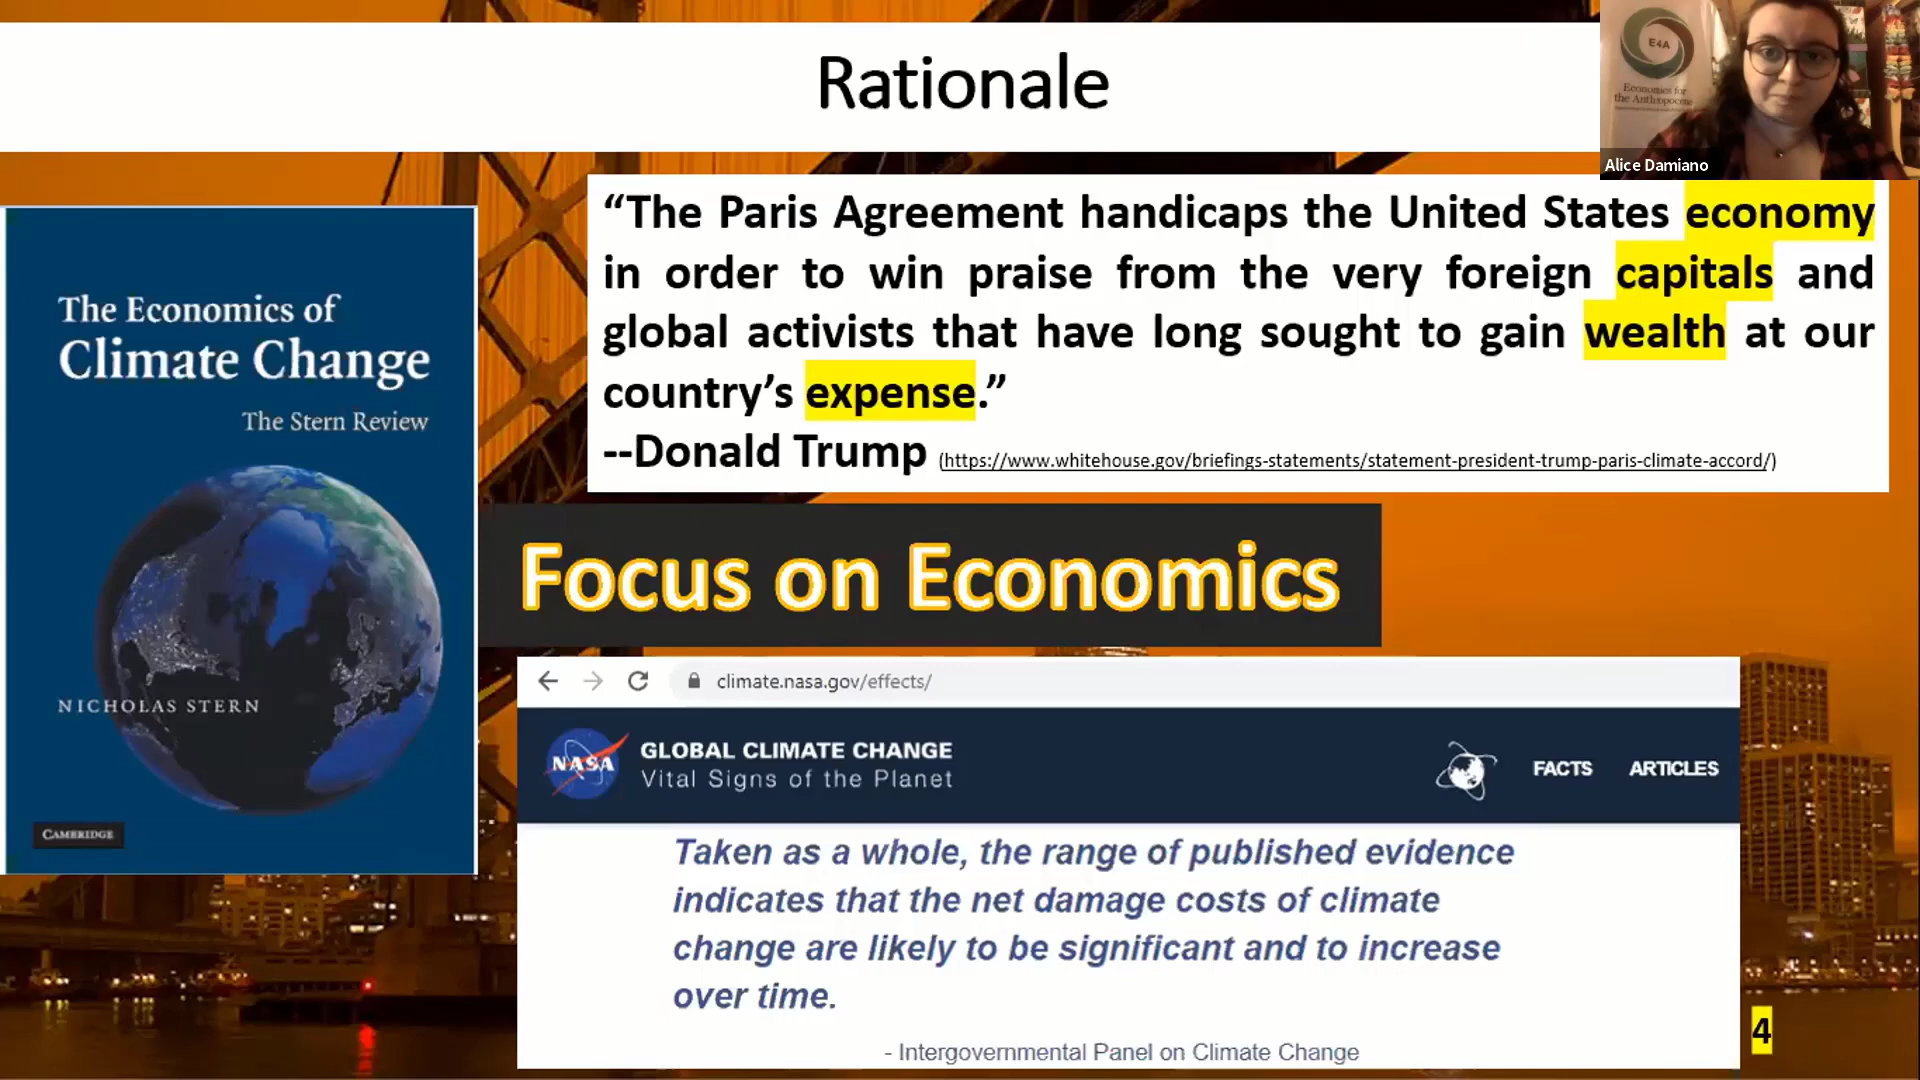 Rationale
E4A
Economics for
the Anthropocene
Alice Damiano
The Economics of
Climate Change
The Stern Review
NICHOLAS STERN
CAMBRIDGE
“The Paris Agreement handicaps the United States economy
in order to win praise from the very foreign capitals and
global activists that have long sought to gain wealth at our
country’s expense.”
--Donald Trump (https://www.whitehouse.gov/briefings-statements/statement-president-trump-paris-climate-accord/)
Focus on Economics
climate.nasa.gov/effects/
NASA
GLOBAL CLIMATE CHANGE
Vital Signs of the Planet
FACTS ARTICLES
Taken as a whole, the range of published evidence
indicates that the net damage costs of climate
change are likely to be significant and to increase
over time.
- Intergovernmental Panel on Climate Change
4